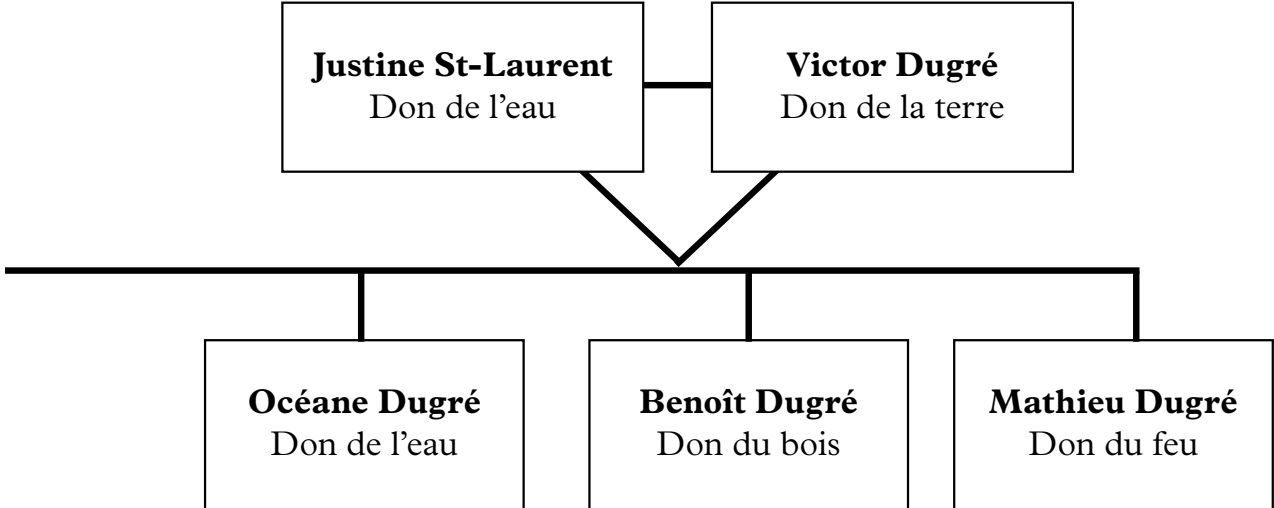 Justine St-Laurent
Don de l'eau
Victor Dugré
Don de la terre
Océane Dugré
Don de l'eau
Benoît Dugré
Don du bois
Mathieu Dugré
Don du feu